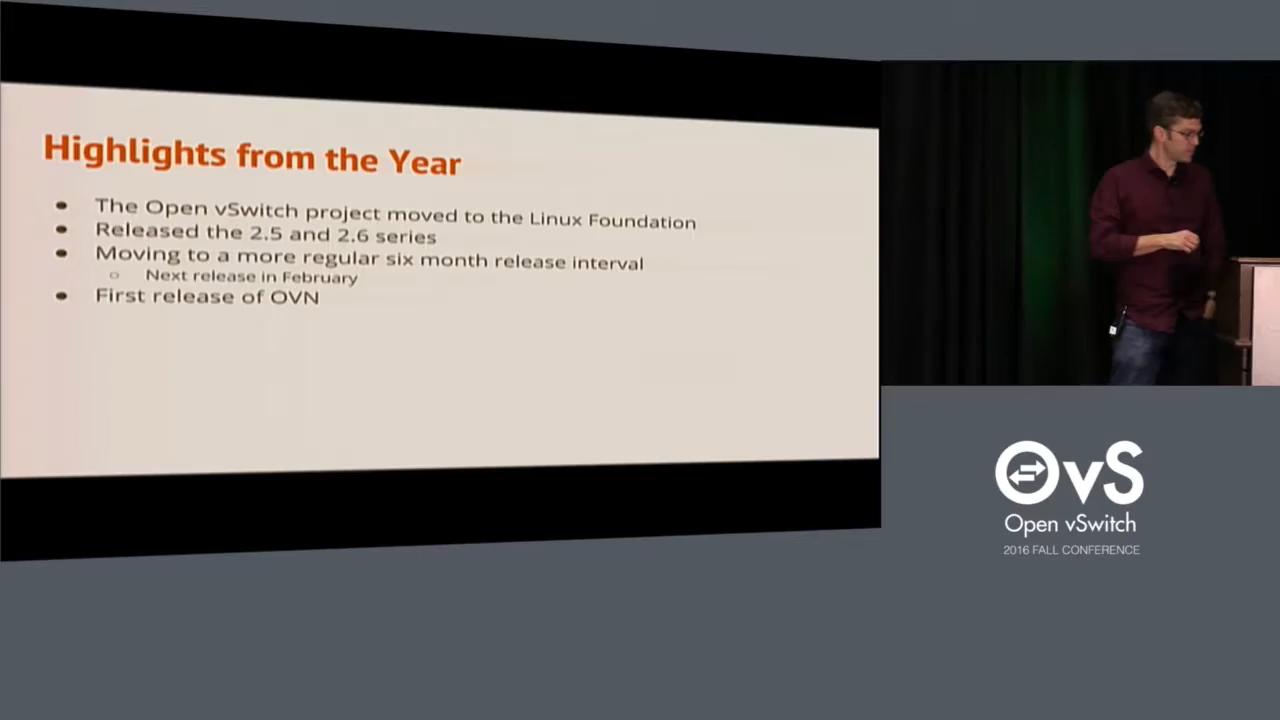 Highlights from the Year
● The Open vSwitch project moved to the Linux Foundation
● Released the 2.5 and 2.6 series
● Moving to a more regular six month release interval
○ Next release in February
● First release of OVN
OvS
Open vSwitch
2016 FALL CONFERENCE